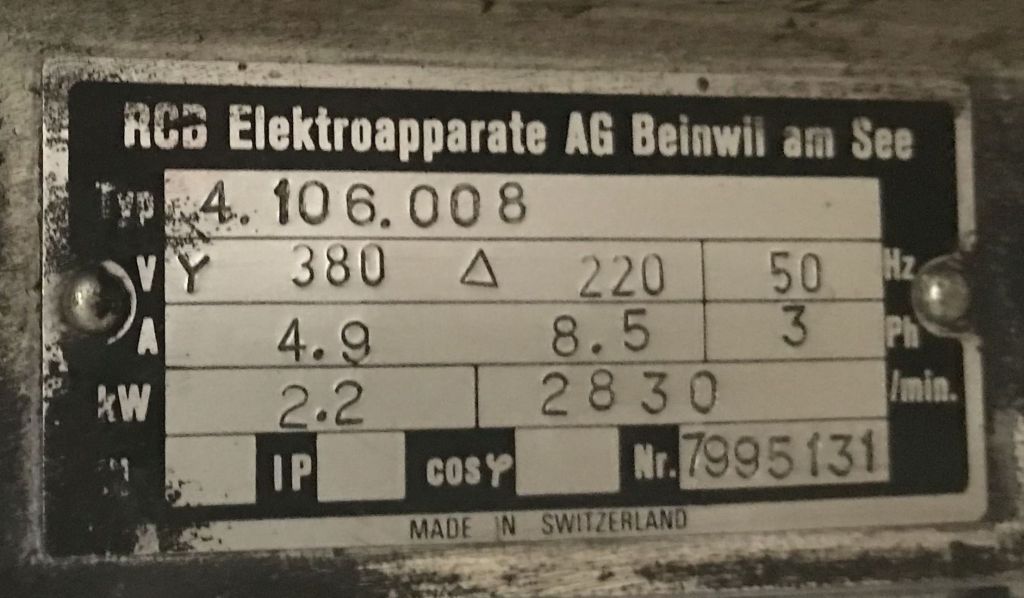 RCB Elektroapparate AG Beinwil am See
Typ 4.106.008
V Y 380 Δ 220 50 Hz
A 4.9 8.5 3 Ph
kW 2.2 2830 /min.
IP cosφ Nr. 7995131
MADE IN SWITZERLAND